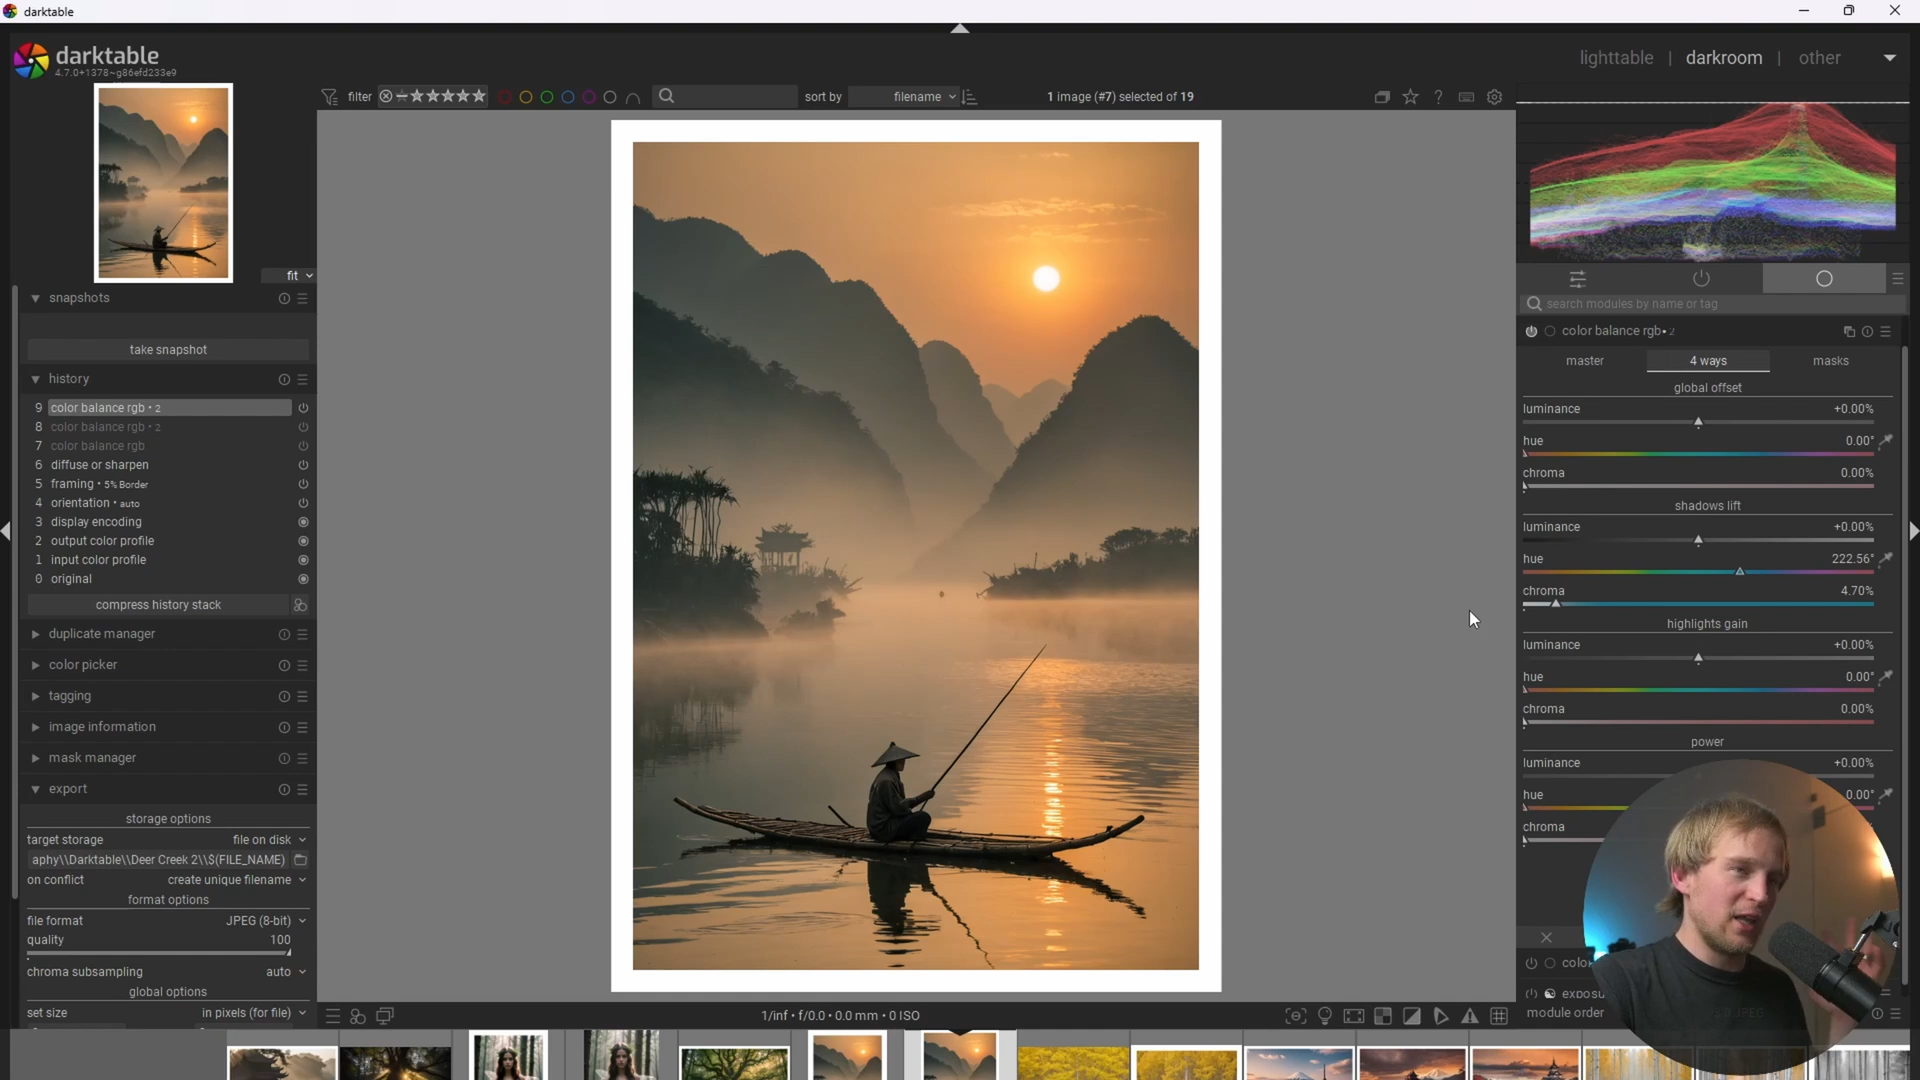 darktable
darktable
4.7.0+1378~g86efd233e9
lighttable | darkroom | other
filter
sort by filename
1 image (#7) selected of 19
fit
snapshots
take snapshot
history
9 color balance rgb • 2
8 color balance rgb • 2
7 color balance rgb
6 diffuse or sharpen
5 framing • 5% Border
4 orientation • auto
3 display encoding
2 output color profile
1 input color profile
0 original
compress history stack
duplicate manager
color picker
tagging
image information
mask manager
export
storage options
target storage file on disk
aphy\\Darktable\\Deer Creek 2\\$(FILE_NAME)
on conflict create unique filename
format options
file format JPEG (8-bit)
quality 100
chroma subsampling auto
global options
set size in pixels (for file)
1/inf • f/0.0 • 0.0 mm • 0 ISO
search modules by name or tag
color balance rgb• 2
master 4 ways masks
global offset
luminance +0.00%
hue 0.00°
chroma 0.00%
shadows lift
luminance +0.00%
hue 222.56°
chroma 4.70%
highlights gain
luminance +0.00%
hue 0.00°
chroma 0.00%
power
luminance +0.00%
hue 0.00°
chroma
module order